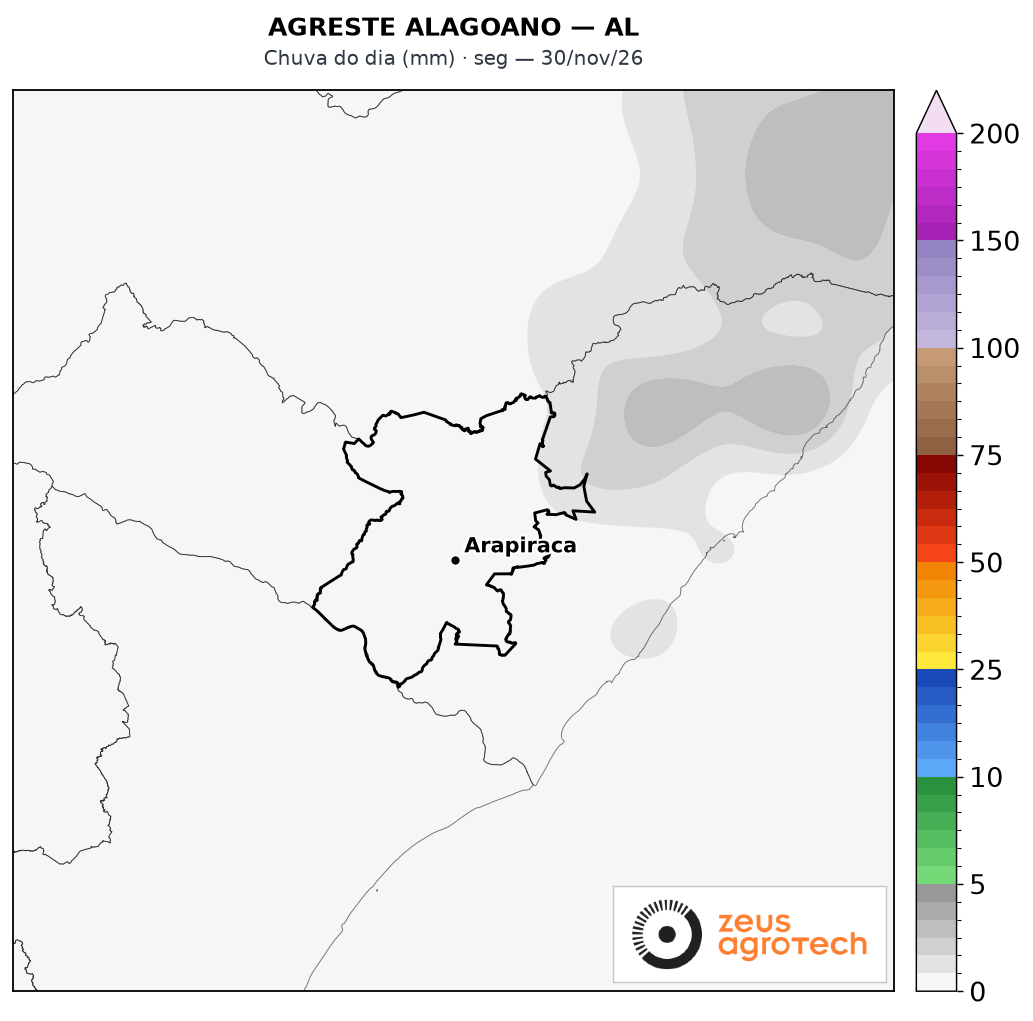 AGRESTE ALAGOANO — AL
Chuva do dia (mm) · seg — 30/nov/26
200
150
100
75
50
25
10
5
0
Arapiraca
zeus
agrotech